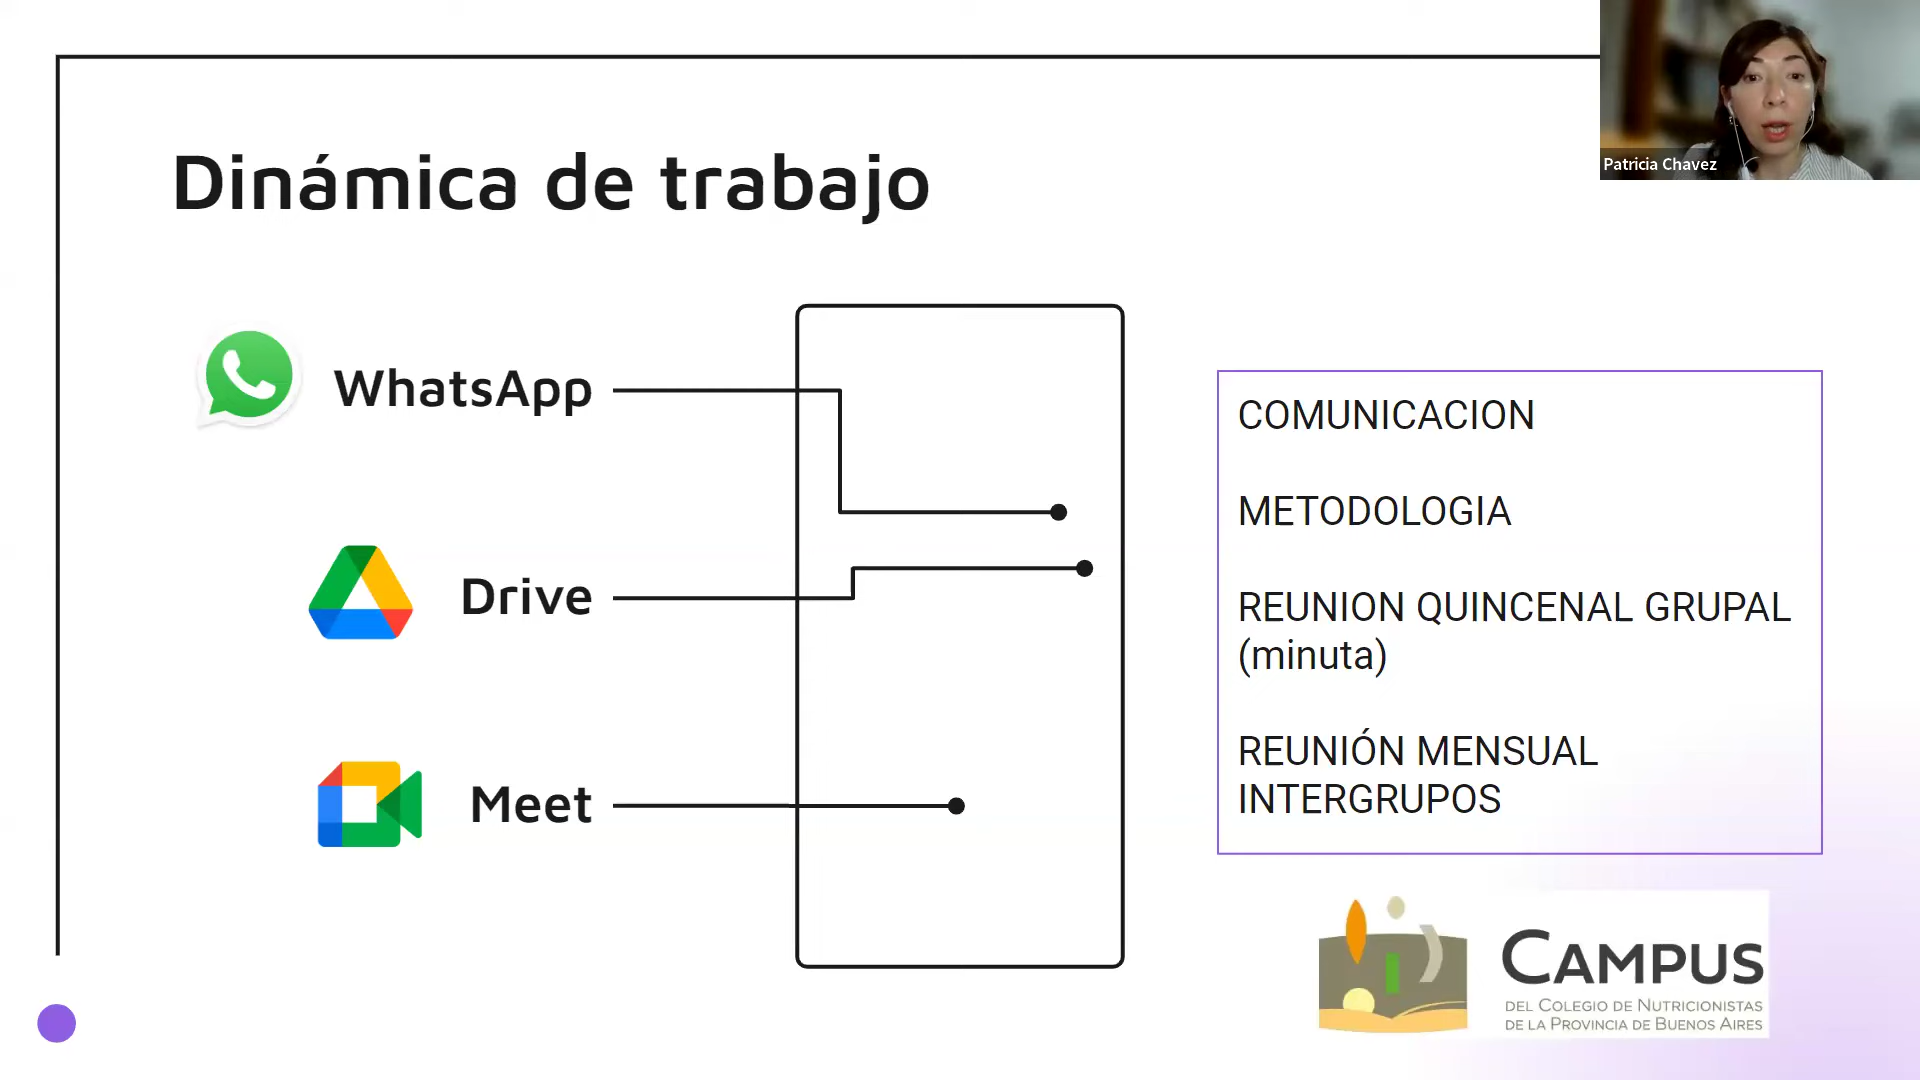 Patricia Chavez
Dinámica de trabajo
WhatsApp
Drive
Meet
COMUNICACION
METODOLOGIA
REUNION QUINCENAL GRUPAL
(minuta)
REUNIÓN MENSUAL
INTERGRUPOS
CAMPUS
DEL COLEGIO DE NUTRICIONISTAS
DE LA PROVINCIA DE BUENOS AIRES